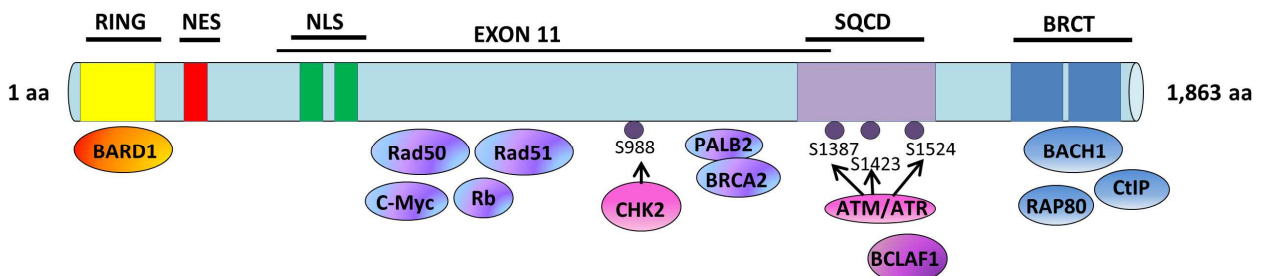 RING
NES
NLS
EXON 11
SQCD
BRCT
1 aa
1,863 aa
BARD1
Rad50
Rad51
C-Myc
Rb
S988
CHK2
PALB2
BRCA2
S1387
S1423
S1524
ATM/ATR
BCLAF1
BACH1
CtIP
RAP80